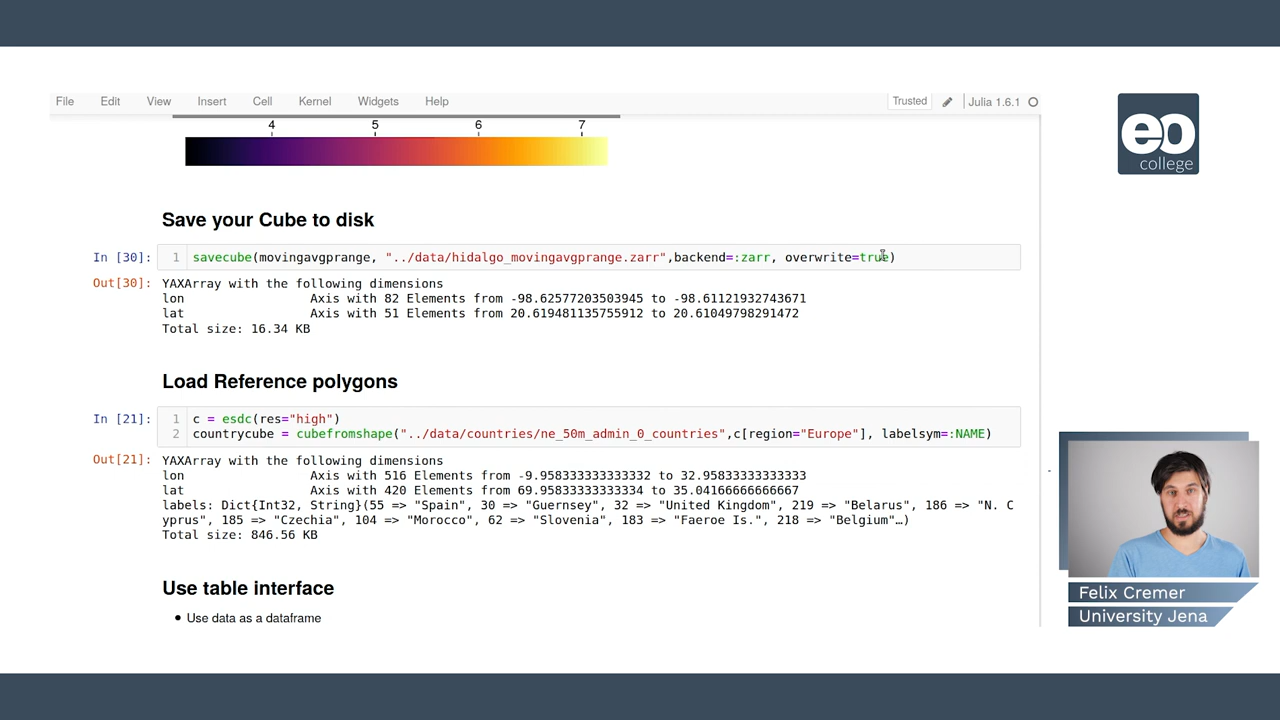 File Edit View Insert Cell Kernel Widgets Help Trusted Julia 1.6.1
4 5 6 7
eo
college
Save your Cube to disk
In [30]: 1 savecube(movingavgprange, "../data/hidalgo_movingavgprange.zarr",backend=:zarr, overwrite=true)
Out[30]: YAXArray with the following dimensions
lon Axis with 82 Elements from -98.62577203503945 to -98.61121932743671
lat Axis with 51 Elements from 20.619481135755912 to 20.61049798291472
Total size: 16.34 KB
Load Reference polygons
In [21]: 1 c = esdc(res="high")
2 countrycube = cubefromshape("../data/countries/ne_50m_admin_0_countries",c[region="Europe"], labelsym=:NAME)
Out[21]: YAXArray with the following dimensions
lon Axis with 516 Elements from -9.958333333333332 to 32.95833333333333
lat Axis with 420 Elements from 69.95833333333334 to 35.041666666666667
labels: Dict{Int32, String}(55 => "Spain", 30 => "Guernsey", 32 => "United Kingdom", 219 => "Belarus", 186 => "N. C
yprus", 185 => "Czechia", 104 => "Morocco", 62 => "Slovenia", 183 => "Faeroe Is.", 218 => "Belgium"…)
Total size: 846.56 KB
Use table interface
• Use data as a dataframe
Felix Cremer
University Jena